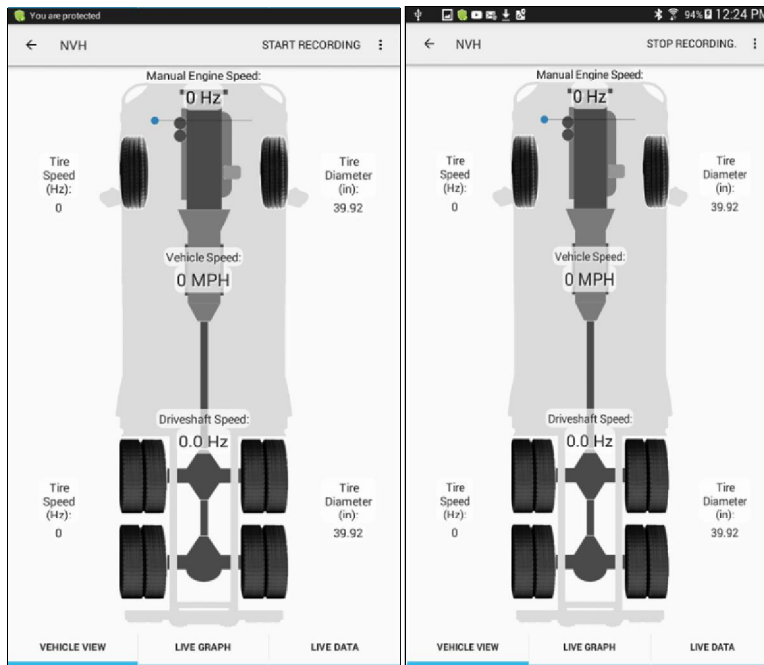 You are protected
NVH START RECORDING
Manual Engine Speed:
0 Hz
Tire Speed (Hz):
0
Tire Diameter (in):
39.92
Vehicle Speed:
0 MPH
Driveshaft Speed:
0.0 Hz
Tire Speed (Hz):
0
Tire Diameter (in):
39.92
VEHICLE VIEW LIVE GRAPH LIVE DATA
94% 12:24 PM
NVH STOP RECORDING.
Manual Engine Speed:
0 Hz
Tire Speed (Hz):
0
Tire Diameter (in):
39.92
Vehicle Speed:
0 MPH
Driveshaft Speed:
0.0 Hz
Tire Speed (Hz):
0
Tire Diameter (in):
39.92
VEHICLE VIEW LIVE GRAPH LIVE DATA